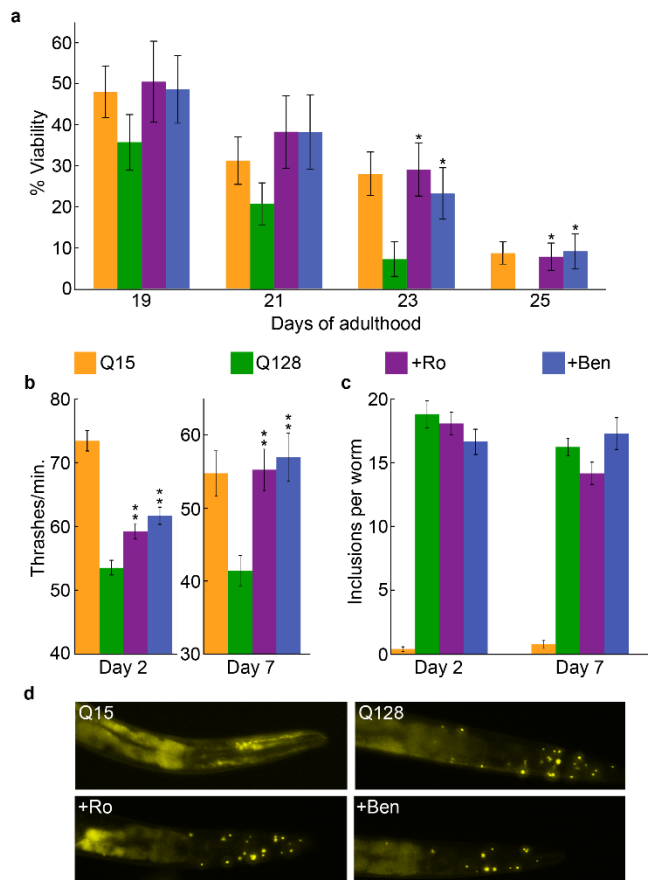 a
% Viability
60
50
40
30
20
10
0
* *
* *
19 21 23 25
Days of adulthood
Q15 Q128 +Ro +Ben
b
Thrashes/min.
80
70
60
50
40
** **
Day 2
60
50
40
30
** **
Day 7
c
Inclusions per worm
20
15
10
5
0
Day 2 Day 7
d
Q15 Q128
+Ro +Ben